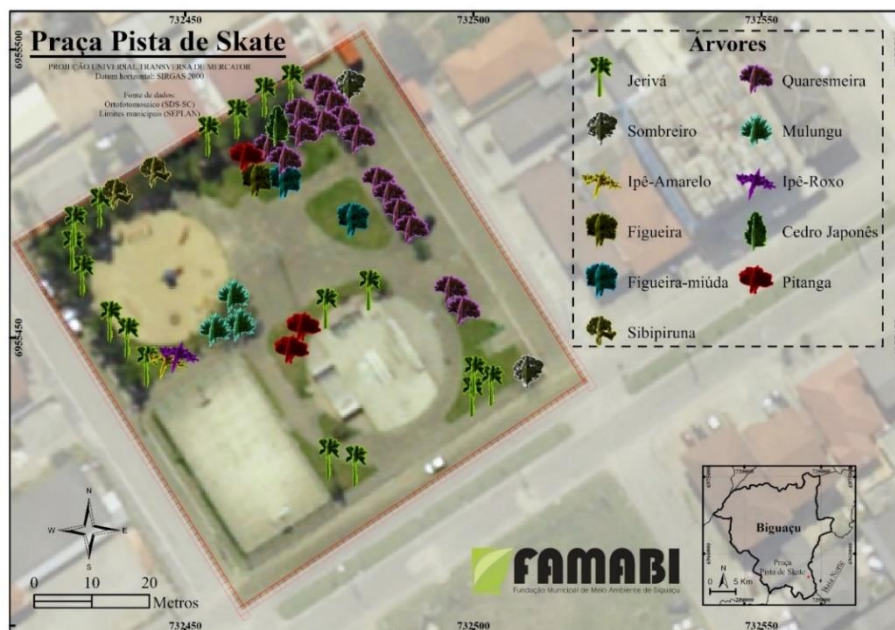 732450
732500
732550
6955500
6955450
Praça Pista de Skate
PROJEÇÃO UNIVERSAL TRANSVERSA DE MERCATOR
Datum horizontal: SIRGAS 2000
Fonte de dados:
Ortofotomosaico (SDS-SC)
Limites municipais (SEPLAN)
Árvores
Jerivá
Quaresmeira
Sombreiro
Mulungu
Ipê-Amarelo
Ipê-Roxo
Figueira
Cedro Japonês
Figueira-miúda
Pitanga
Sibipiruna
N
W E
S
0 10 20
Metros
FAMABI
Fundação Municipal de Meio Ambiente de Biguaçu
Biguaçu
Praça
Pista de Skate
N
0 5 Km
732450
732500
732550